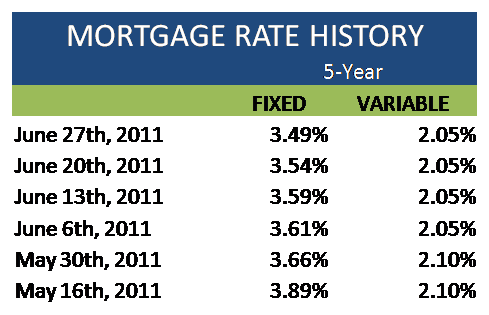 MORTGAGE RATE HISTORY
5-Year
FIXED VARIABLE
June 27th, 2011 3.49% 2.05%
June 20th, 2011 3.54% 2.05%
June 13th, 2011 3.59% 2.05%
June 6th, 2011 3.61% 2.05%
May 30th, 2011 3.66% 2.10%
May 16th, 2011 3.89% 2.10%